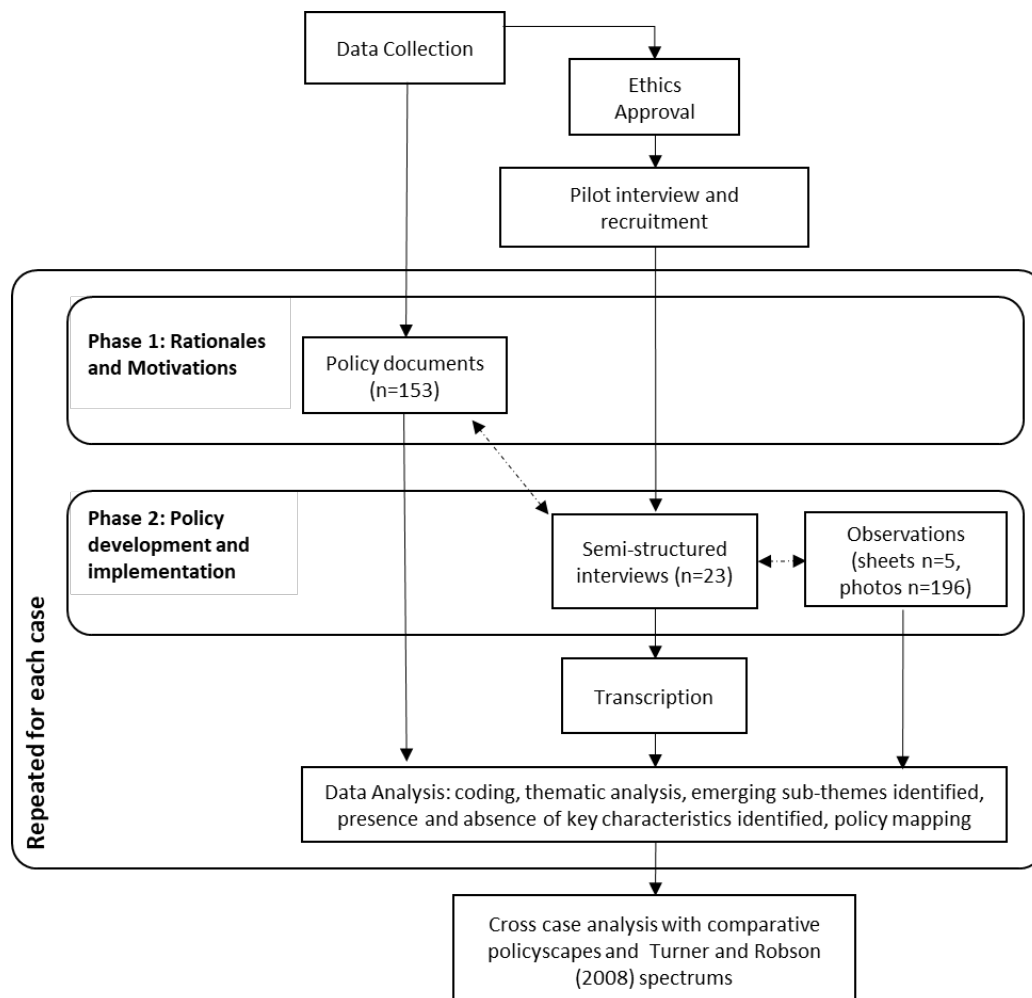 Data Collection
Ethics
Approval
Pilot interview and
recruitment
Repeated for each case
Phase 1: Rationales
and Motivations
Policy documents
(n=153)
Phase 2: Policy
development and
implementation
Semi-structured
interviews (n=23)
Observations
(sheets n=5,
photos n=196)
Transcription
Data Analysis: coding, thematic analysis, emerging sub-themes identified,
presence and absence of key characteristics identified, policy mapping
Cross case analysis with comparative
policyscapes and  Turner and Robson
(2008) spectrums